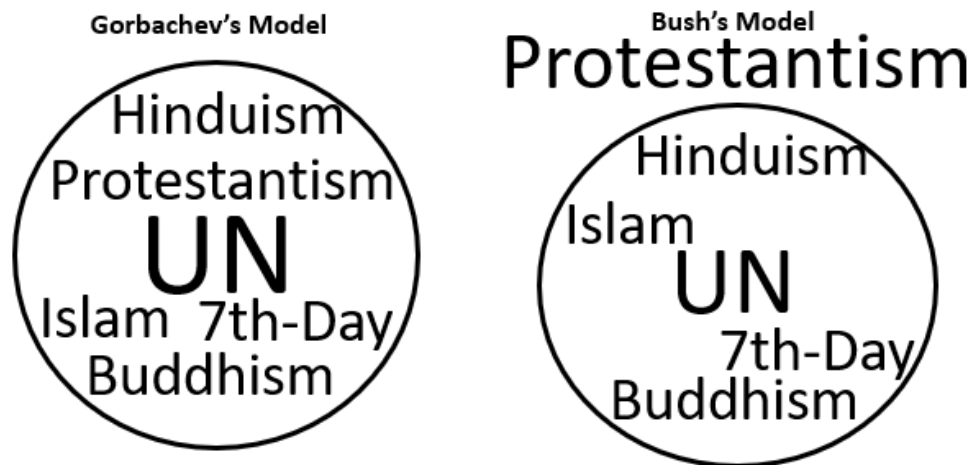 Gorbachev’s Model
Hinduism
Protestantism
UN
Islam 7th-Day
Buddhism
Bush’s Model
Protestantism
Hinduism
Islam
UN
7th-Day
Buddhism